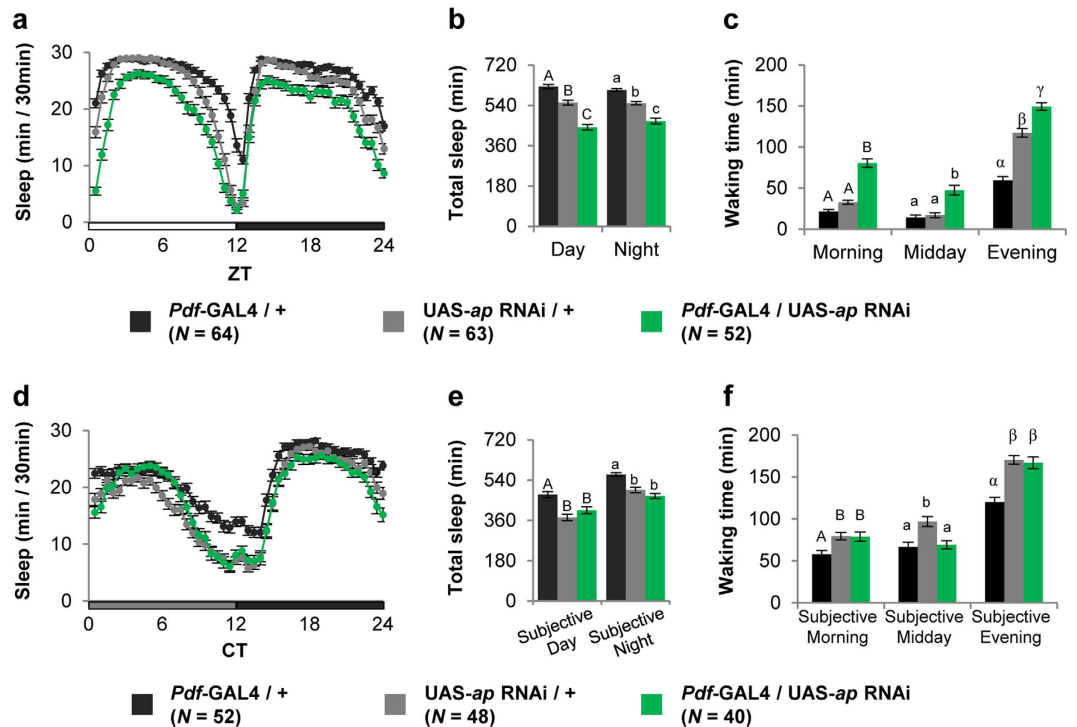 a
b
c
Sleep (min / 30min)
30
20
10
0
0 6 12 18 24
ZT
Total sleep (min)
720
540
360
180
0
A B C a b c
Day Night
Waking time (min)
200
150
100
50
0
A A B a a b α β γ
Morning Midday Evening
Pdf-GAL4 / +
(N = 64)
UAS-ap RNAi / +
(N = 63)
Pdf-GAL4 / UAS-ap RNAi
(N = 52)
d
e
f
Sleep (min / 30min)
30
20
10
0
0 6 12 18 24
CT
Total sleep (min)
720
540
360
180
0
A B B a b b
Subjective
Day
Subjective
Night
Waking time (min)
200
150
100
50
0
A B B a b a α β β
Subjective
Morning
Subjective
Midday
Subjective
Evening
Pdf-GAL4 / +
(N = 52)
UAS-ap RNAi / +
(N = 48)
Pdf-GAL4 / UAS-ap RNAi
(N = 40)